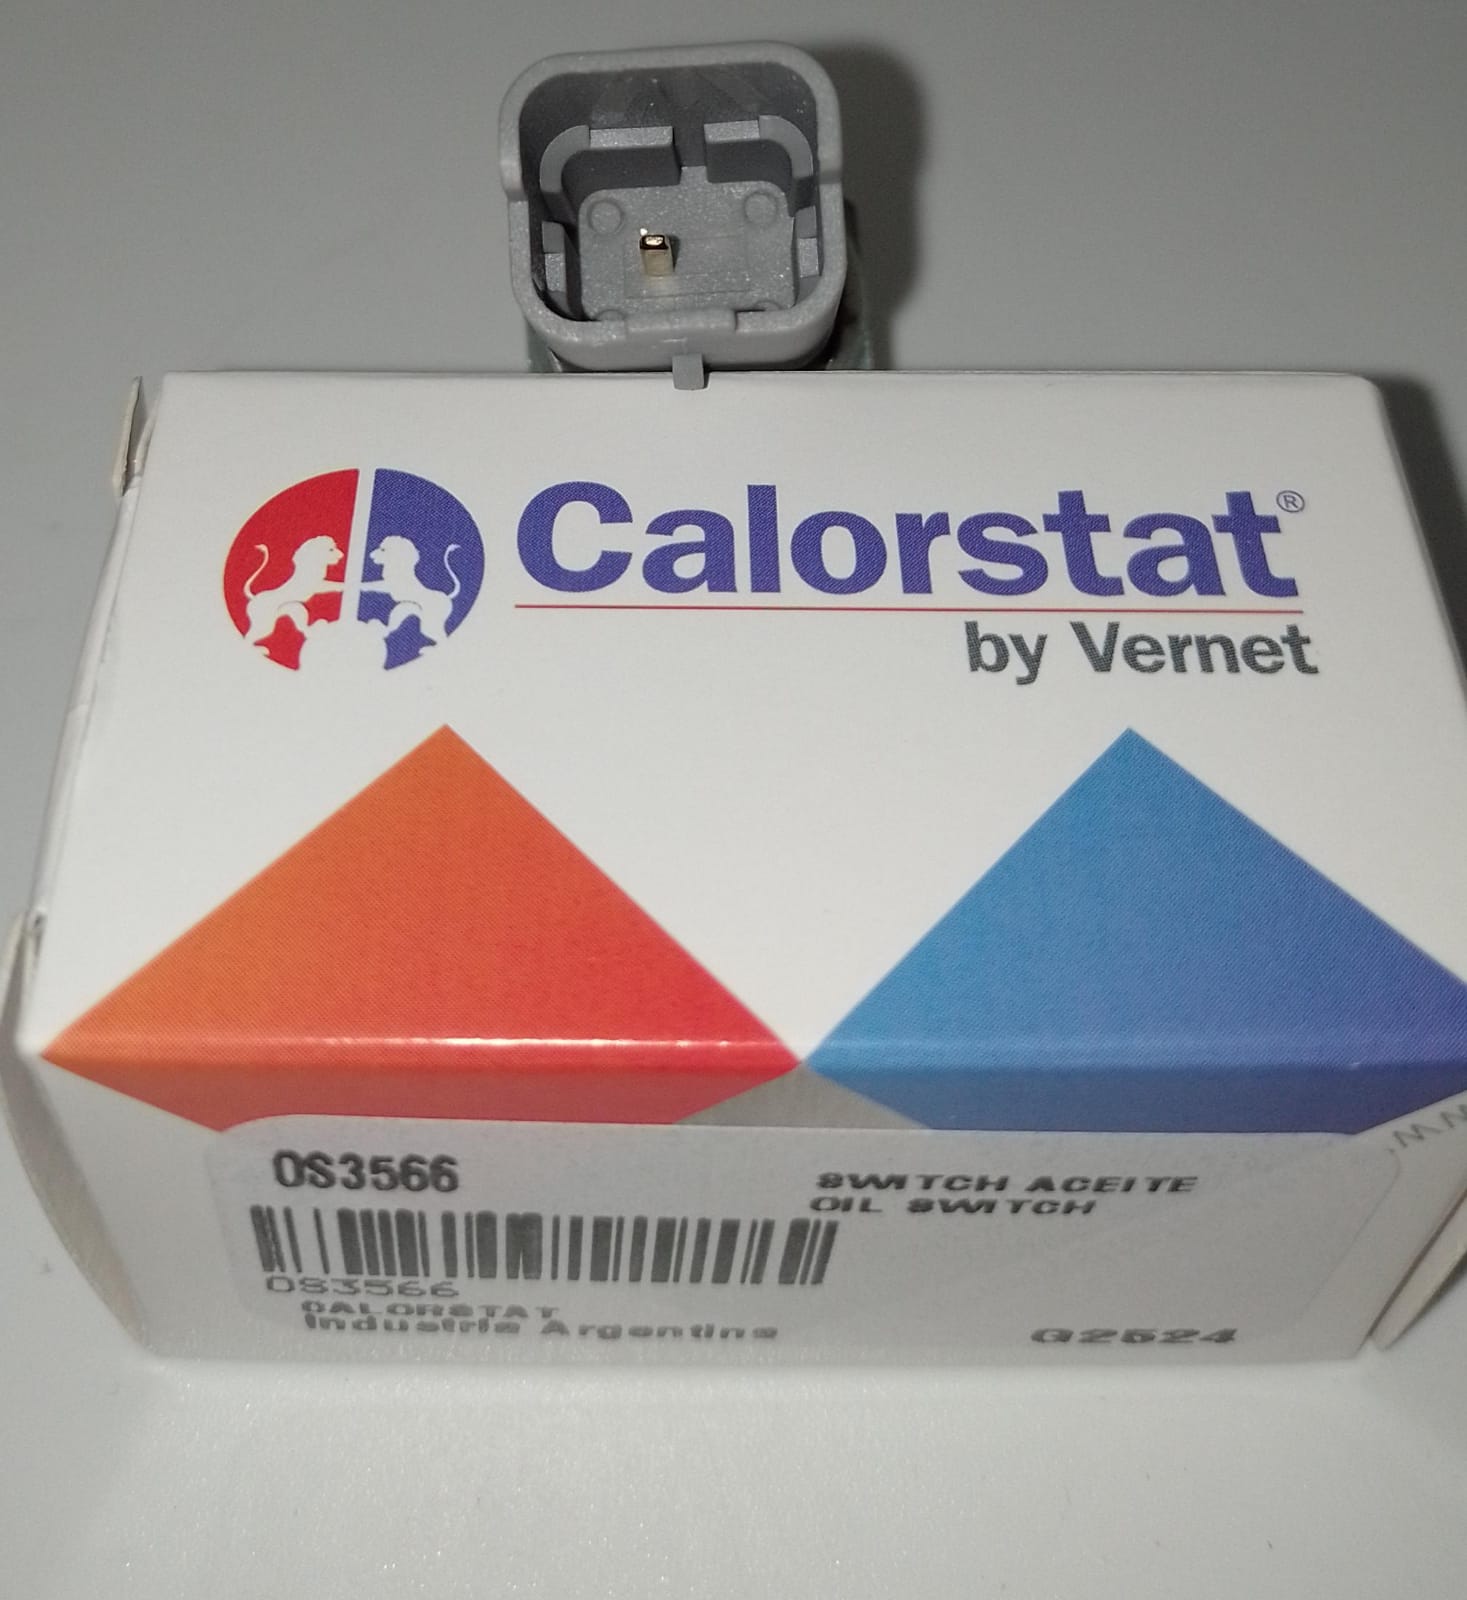 Calorstat®
by Vernet
OS3566
SWITCH ACEITE
OIL SWITCH
OS3566
CALORSTAT
Industria Argentina
G2524